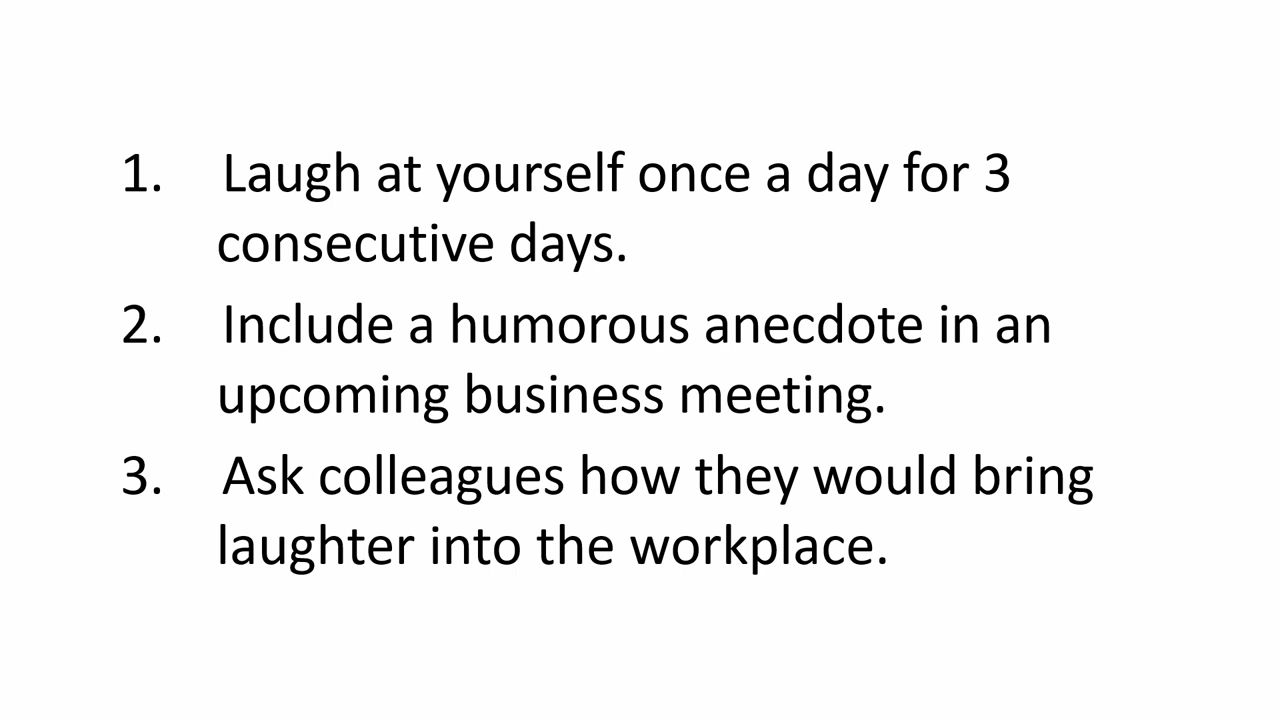 1. Laugh at yourself once a day for 3
consecutive days.
2. Include a humorous anecdote in an
upcoming business meeting.
3. Ask colleagues how they would bring
laughter into the workplace.